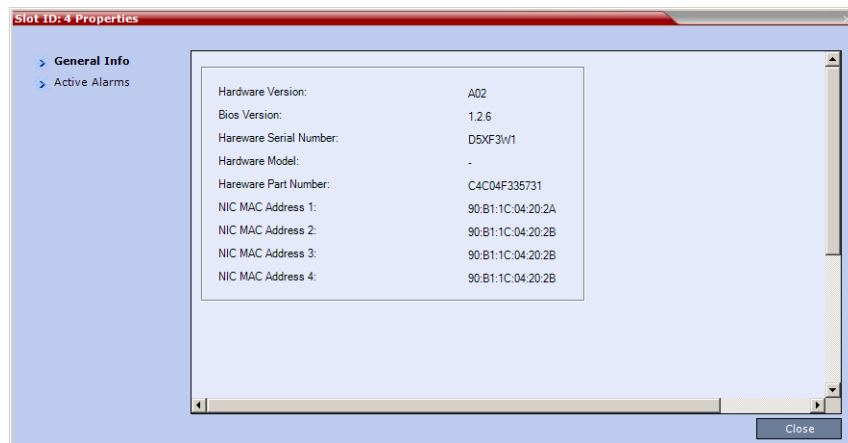 Slot ID: 4 Properties
General Info
Active Alarms
Hardware Version: A02
Bios Version: 1.2.6
Hareware Serial Number: D5XF3W1
Hardware Model: -
Hareware Part Number: C4C04F335731
NIC MAC Address 1: 90:B1:1C:04:20:2A
NIC MAC Address 2: 90:B1:1C:04:20:2B
NIC MAC Address 3: 90:B1:1C:04:20:2B
NIC MAC Address 4: 90:B1:1C:04:20:2B
Close